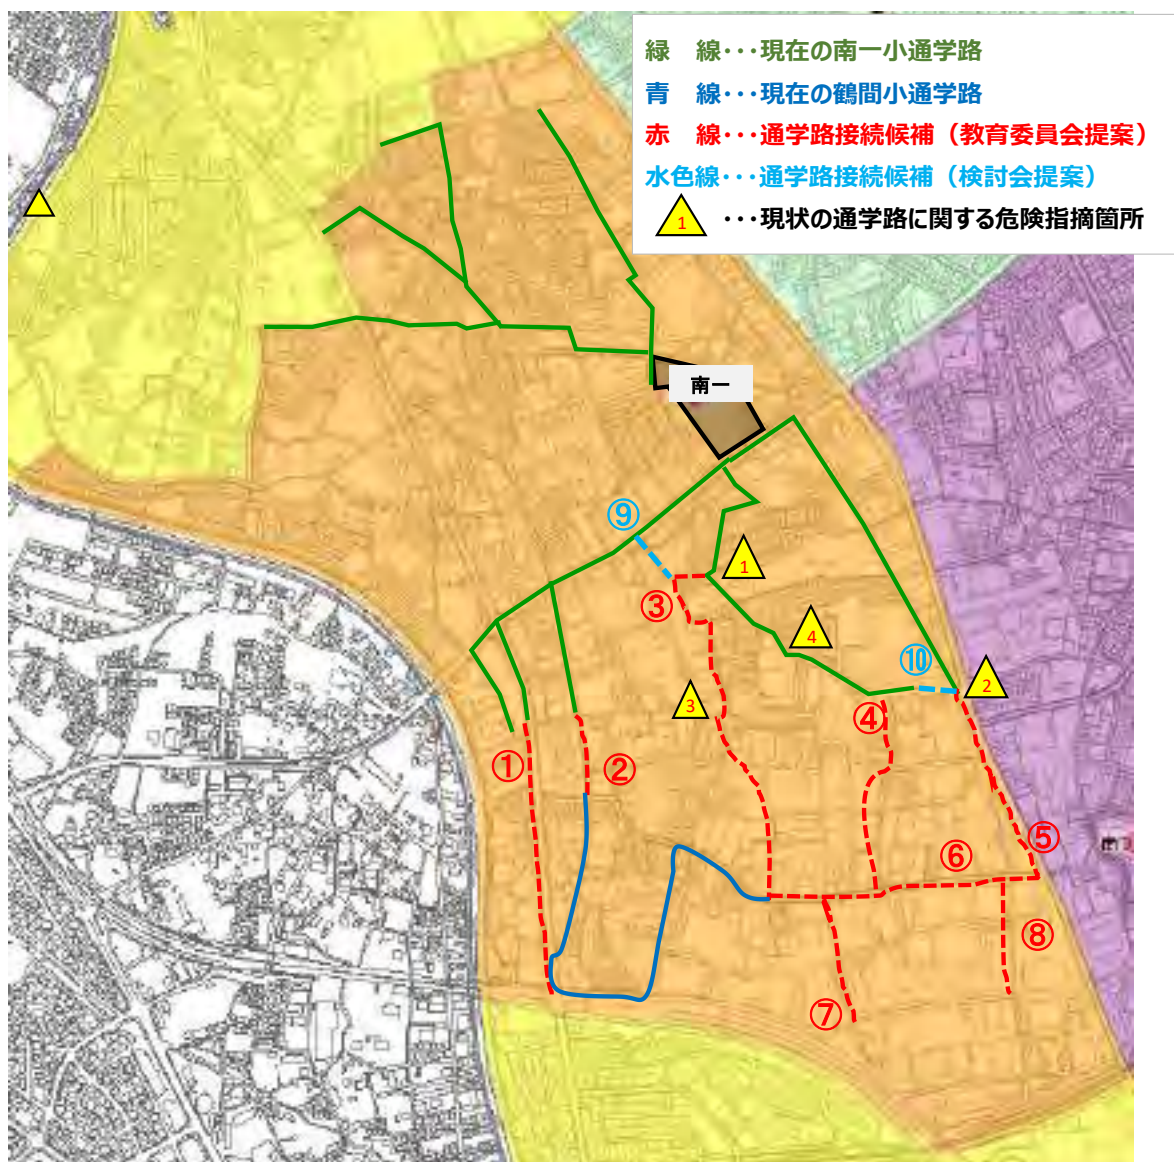 緑　線･･･現在の南一小通学路
青　線･･･現在の鶴間小通学路
赤　線･･･通学路接続候補（教育委員会提案）
水色線･･･通学路接続候補（検討会提案）
1 ･･･現状の通学路に関する危険指摘箇所
南一
⑨
1
③
4
⑩
2
3
④
①
②
⑤
⑥
⑧
⑦